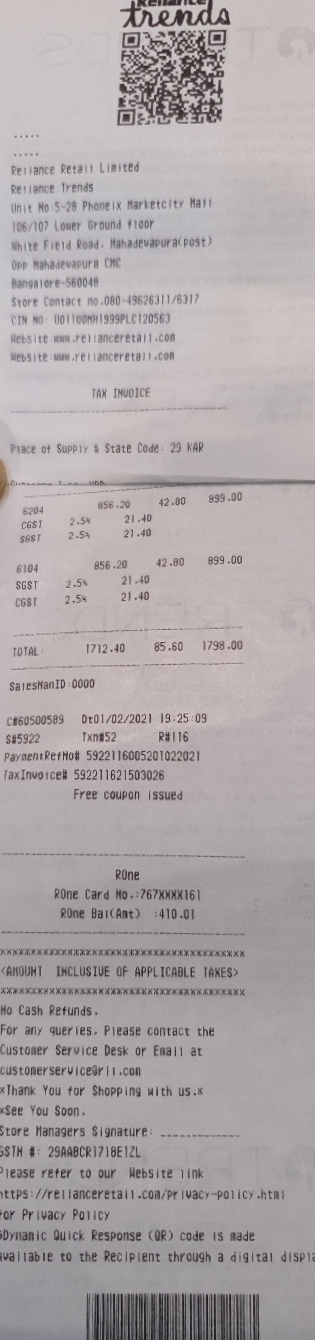 Reliance
trends
.....
.....
Reliance Retail Limited
Reliance Trends
Unit No:5-28 Phoneix Marketcity Mall
106/107 Lower Ground floor
White Field Road, Mahadevapura(post)
Opp Mahadevapura CMC
Bangalore-560048
Store Contact no.080-49626311/6317
CIN NO: U01100MH1999PLC120563
Website:www.relianceretail.com
Website:www.relianceretail.com
TAX INVOICE
Place of Supply & State Code: 29 KAR
6204 856.20 42.80 899.00
CGST 2.5% 21.40
SGST 2.5% 21.40
6104 856.20 42.80 899.00
SGST 2.5% 21.40
CGST 2.5% 21.40
TOTAL: 1712.40 85.60 1798.00
SalesManID:0000
C#60500589 Dt01/02/2021 19:25:09
S#5922 Txn#52 R#116
PaymentRefNo# 5922116005201022021
TaxInvoice# 592211621503026
Free coupon issued
ROne
ROne Card No.:767XXXX161
ROne Bal(Amt) :410.01
xxxxxxxxxxxxxxxxxxxxxxxxxxxxxxxxxxxxxxxx
<AMOUNT INCLUSIVE OF APPLICABLE TAXES>
xxxxxxxxxxxxxxxxxxxxxxxxxxxxxxxxxxxxxxxx
No Cash Refunds.
For any queries, Please contact the
Customer Service Desk or Email at
customerservice@ril.com
*Thank You for Shopping with us.*
*See You Soon.
Store Managers Signature: _____________
GSTN #: 29AABCR1718E1ZL
Please refer to our Website link
https://relianceretail.com/privacy-policy.html
for Privacy Policy
Dynamic Quick Response (QR) code is made
available to the Recipient through a digital displa